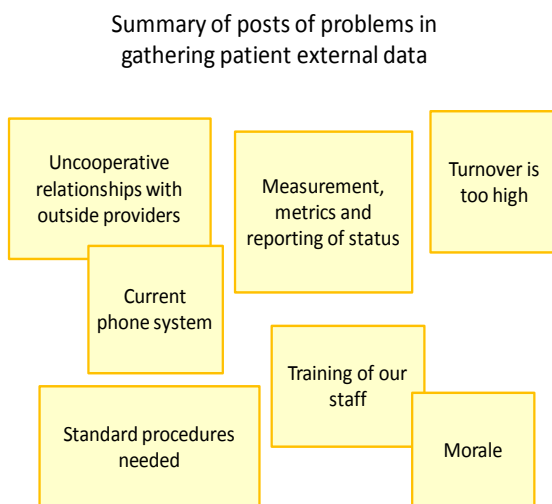 Summary of posts of problems in
gathering patient external data
Uncooperative
relationships with
outside providers
Measurement,
metrics and
reporting of status
Turnover is
too high
Current
phone system
Training of our
staff
Standard procedures
needed
Morale